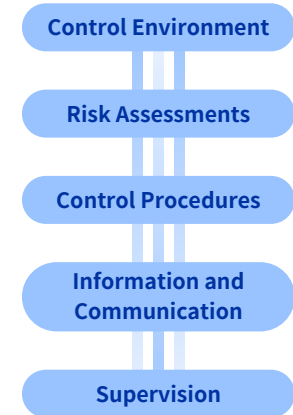 Control Environment
Risk Assessments
Control Procedures
Information and
Communication
Supervision